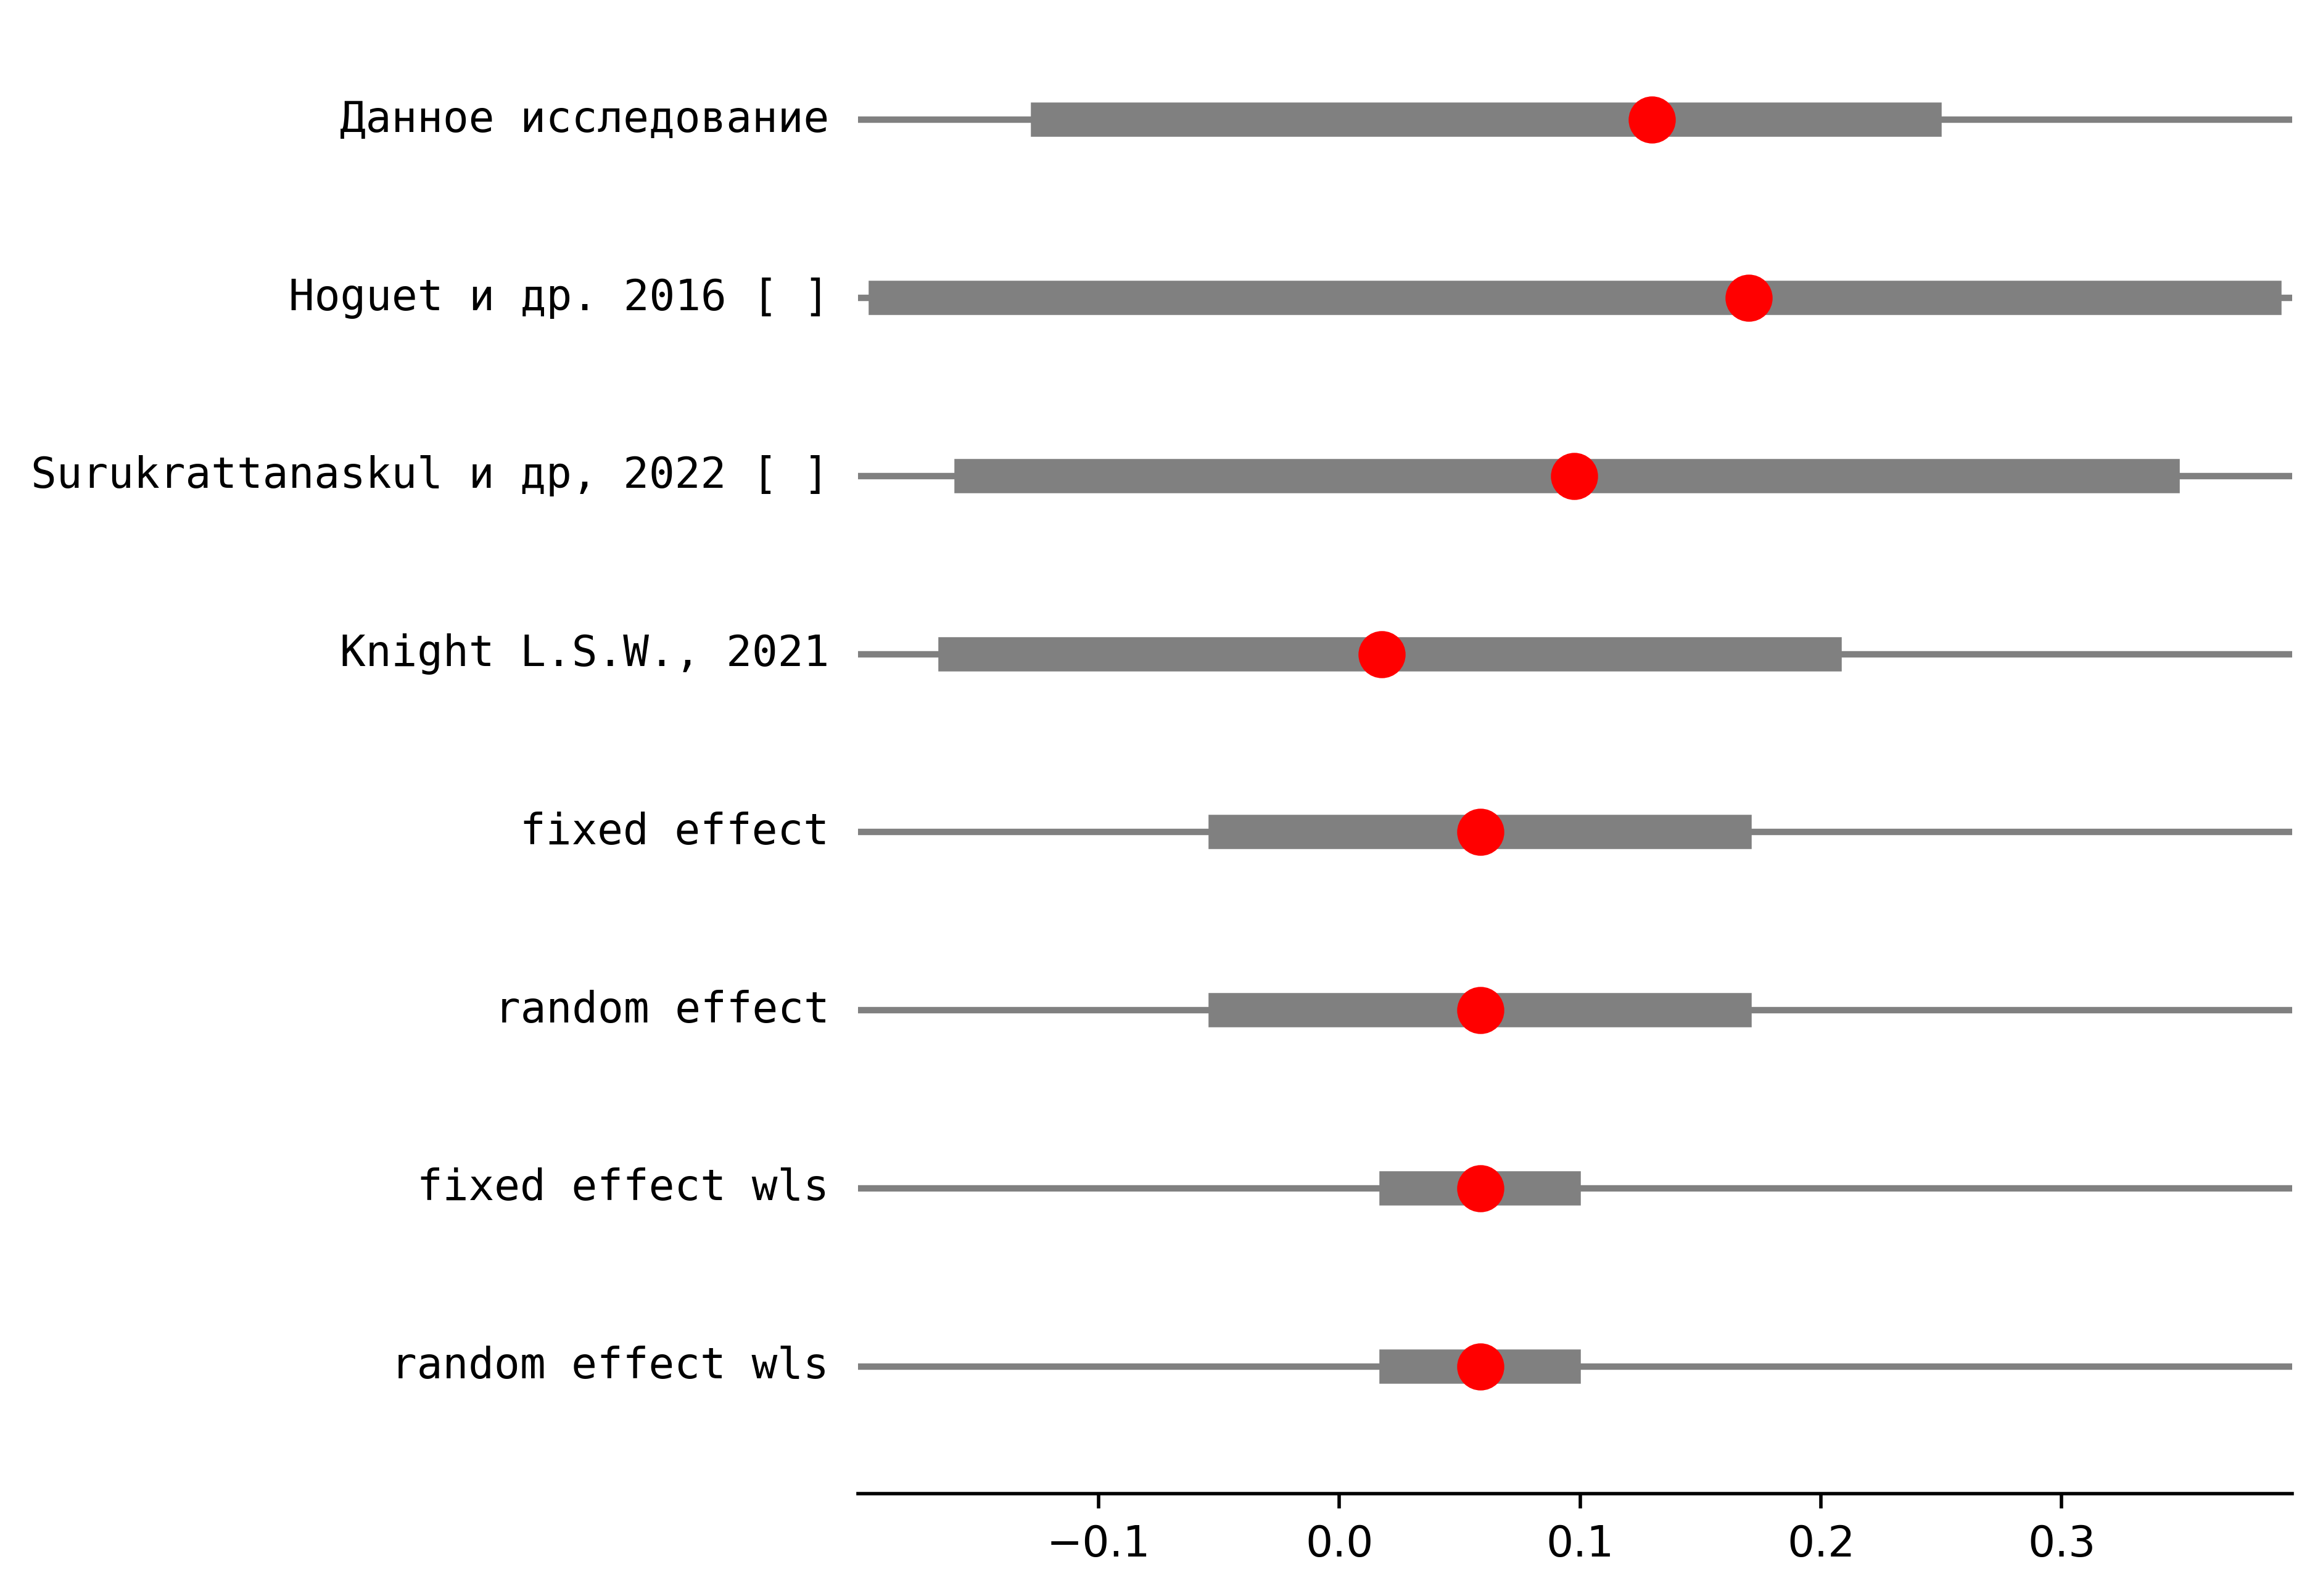 Данное исследование
Hoguet и др. 2016 [ ]
Surukrattanaskul и др, 2022 [ ]
Knight L.S.W., 2021
fixed effect
random effect
fixed effect wls
random effect wls
−0.1 0.0 0.1 0.2 0.3